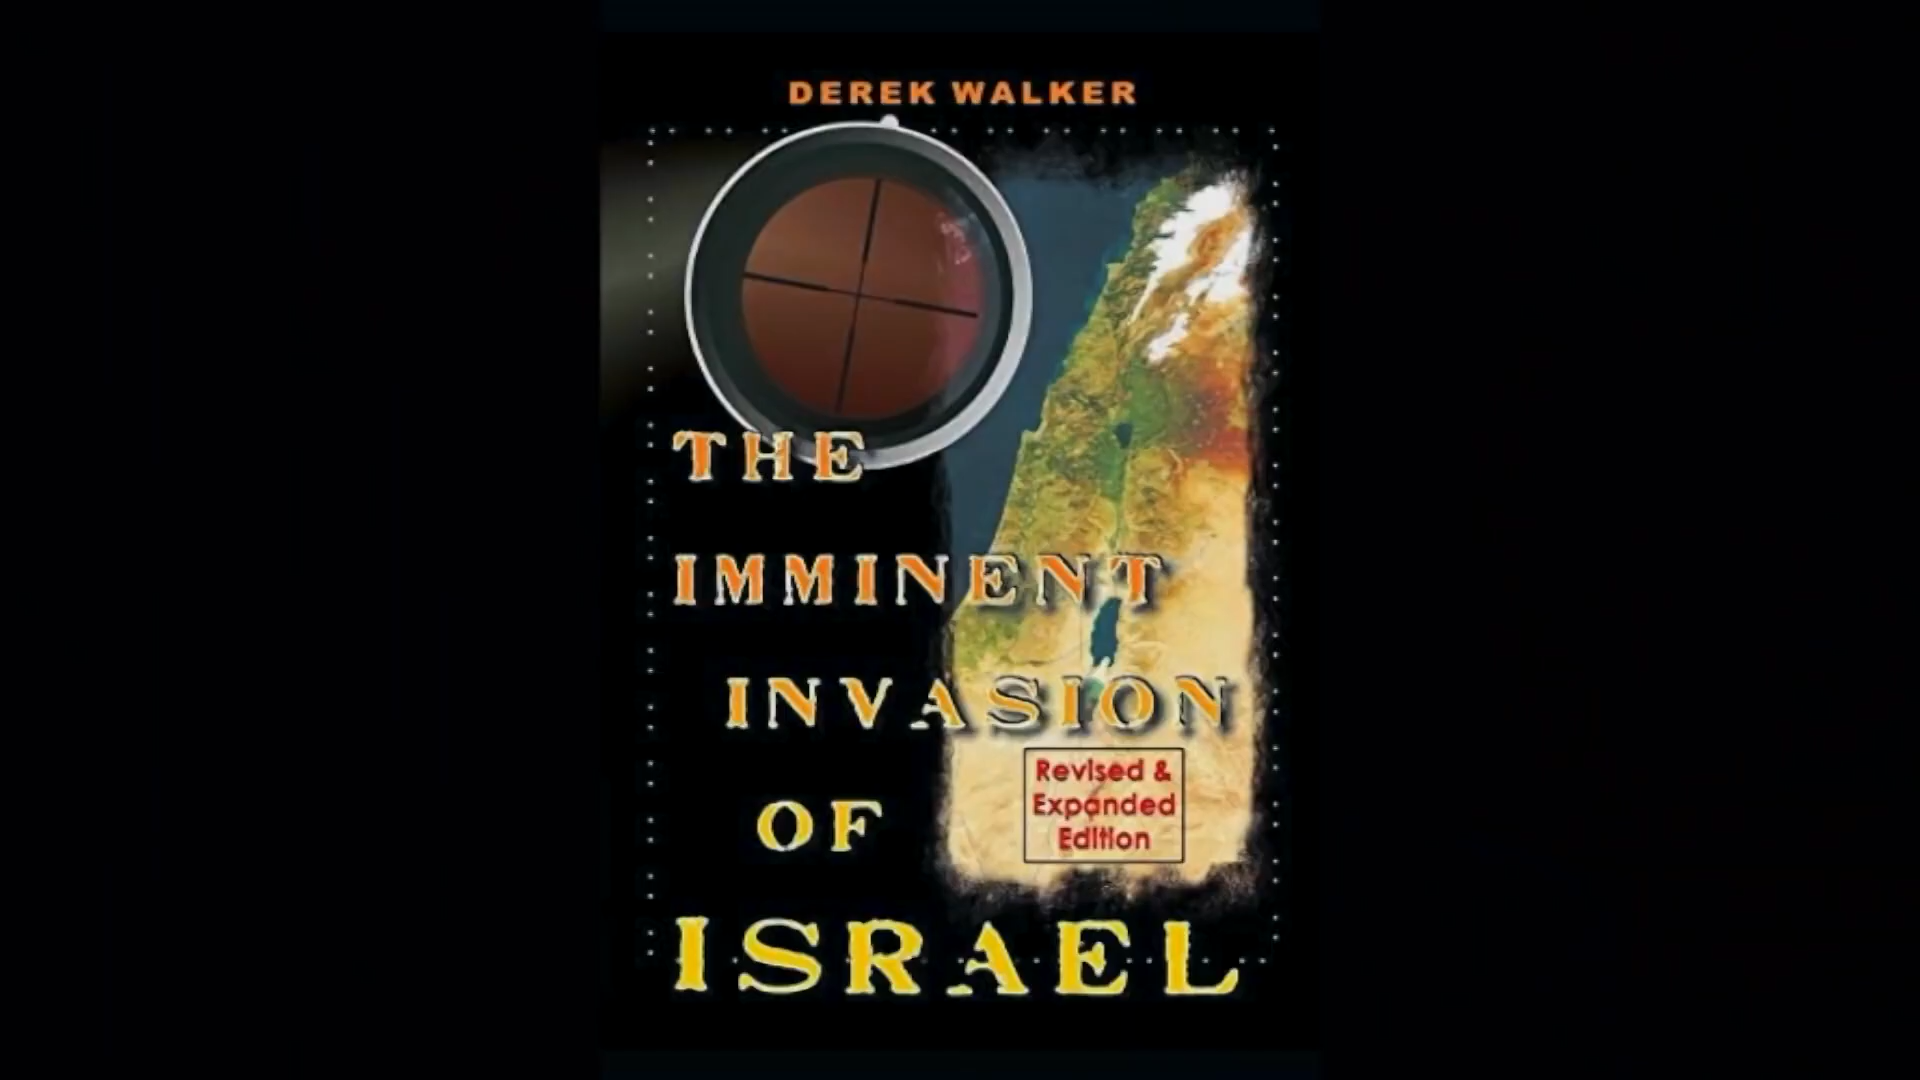 DEREK WALKER
THE
IMMINENT
INVASION
OF
ISRAEL
Revised &
Expanded
Edition